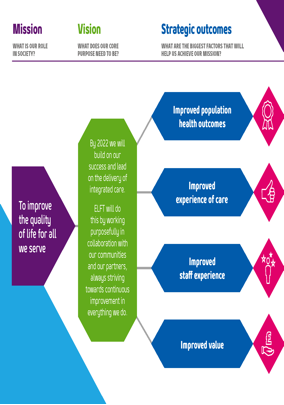 Mission
WHAT IS OUR ROLE
IN SOCIETY?
Vision
WHAT DOES OUR CORE
PURPOSE NEED TO BE?
Strategic outcomes
WHAT ARE THE BIGGEST FACTORS THAT WILL
HELP US ACHIEVE OUR MISSION?
To improve
the quality
of life for all
we serve
By 2022 we will
build on our
success and lead
on the delivery of
integrated care.
ELFT will do
this by working
purposefully in
collaboration with
our communities
and our partners,
always striving
towards continuous
improvement in
everything we do.
Improved population
health outcomes
Improved
experience of care
Improved
staff experience
Improved value
£